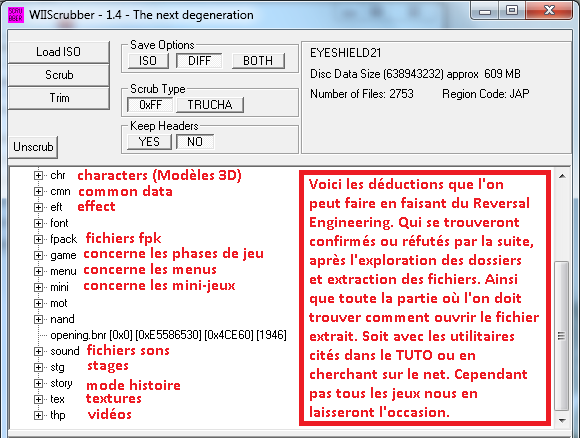 WIIScrubber - 1.4 - The next degeneration
Load ISO
Scrub
Trim
Unscrub
Save Options
ISO DIFF BOTH
Scrub Type
0xFF TRUCHA
Keep Headers
YES NO
EYESHIELD21
Disc Data Size (638943232) approx 609 MB
Number of Files: 2753 Region Code: JAP
chr characters (Modèles 3D)
cmn common data
eft effect
font
fpack fichiers fpk
game concerne les phases de jeu
menu concerne les menus
mini concerne les mini-jeux
mot
nand
opening.bnr [0x0] [0xE5586530] [0x4CE60] [1946]
sound fichiers sons
stg stages
story mode histoire
tex textures
thp vidéos
Voici les déductions que l'on
peut faire en faisant du Reversal
Engineering. Qui se trouveront
confirmés ou réfutés par la suite,
après l'exploration des dossiers
et extraction des fichiers. Ainsi
que toute la partie où l'on doit
trouver comment ouvrir le fichier
extrait. Soit avec les utilitaires
cités dans le TUTO ou en
cherchant sur le net. Cependant
pas tous les jeux nous en
laisseront l'occasion.